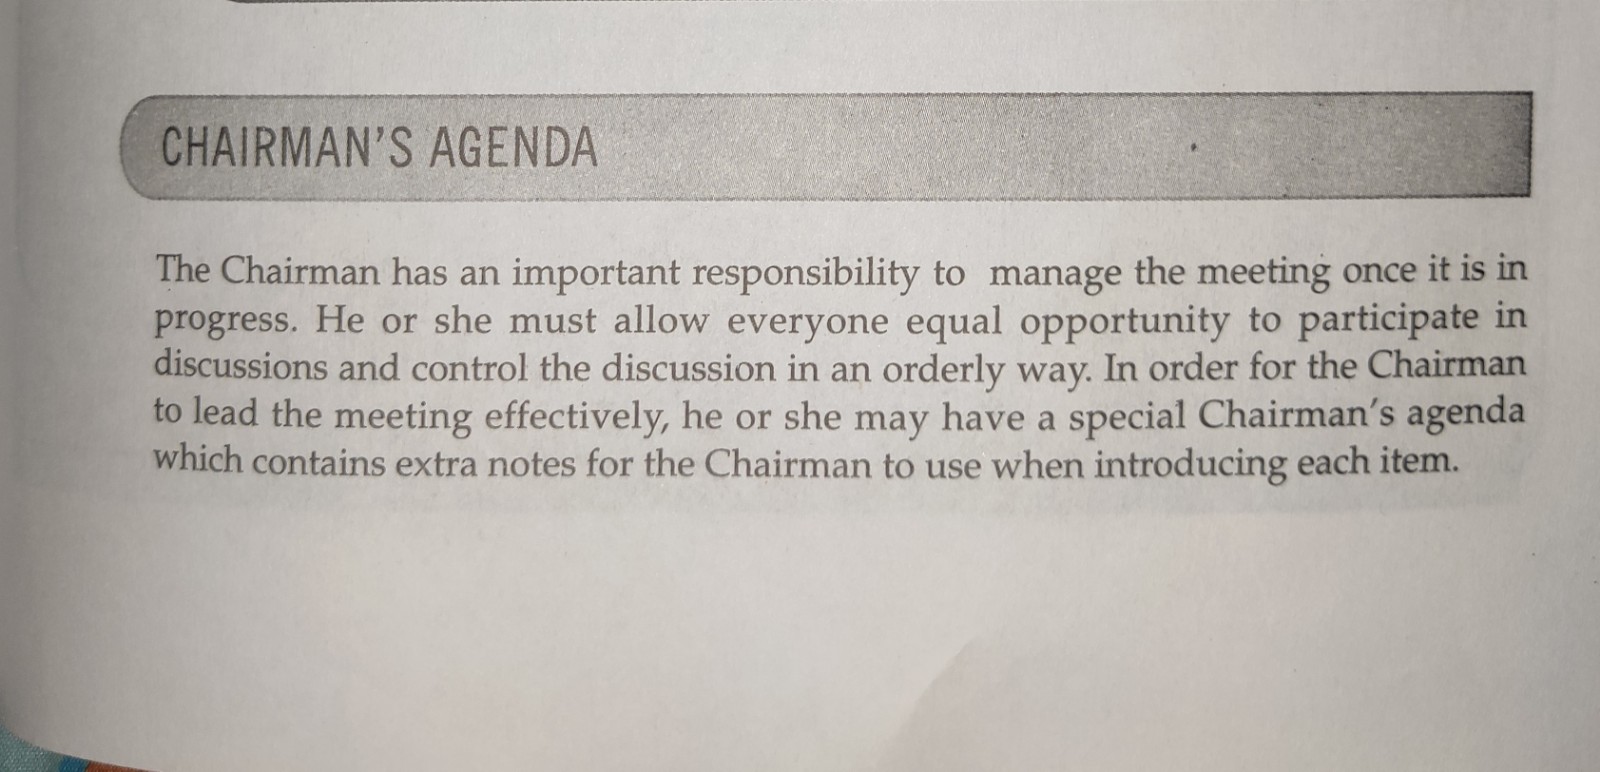 CHAIRMAN'S AGENDA
The Chairman has an important responsibility to manage the meeting once it is in
progress. He or she must allow everyone equal opportunity to participate in
discussions and control the discussion in an orderly way. In order for the Chairman
to lead the meeting effectively, he or she may have a special Chairman's agenda
which contains extra notes for the Chairman to use when introducing each item.